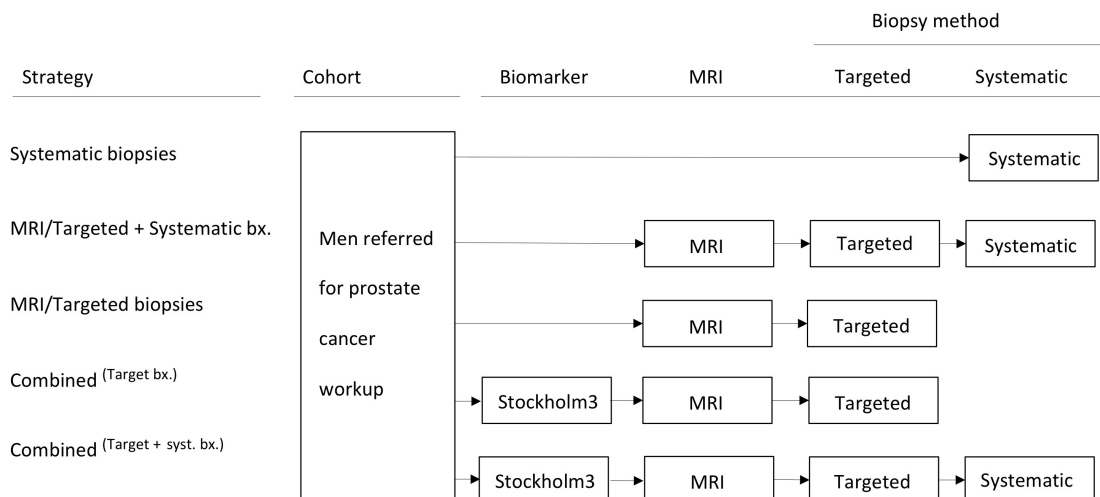 Biopsy method
Strategy Cohort Biomarker MRI Targeted Systematic
Systematic biopsies Systematic
MRI/Targeted + Systematic bx. MRI Targeted Systematic
Men referred
for prostate
cancer
workup
MRI/Targeted biopsies MRI Targeted
Combined (Target bx.) Stockholm3 MRI Targeted
Combined (Target + syst. bx.) Stockholm3 MRI Targeted Systematic